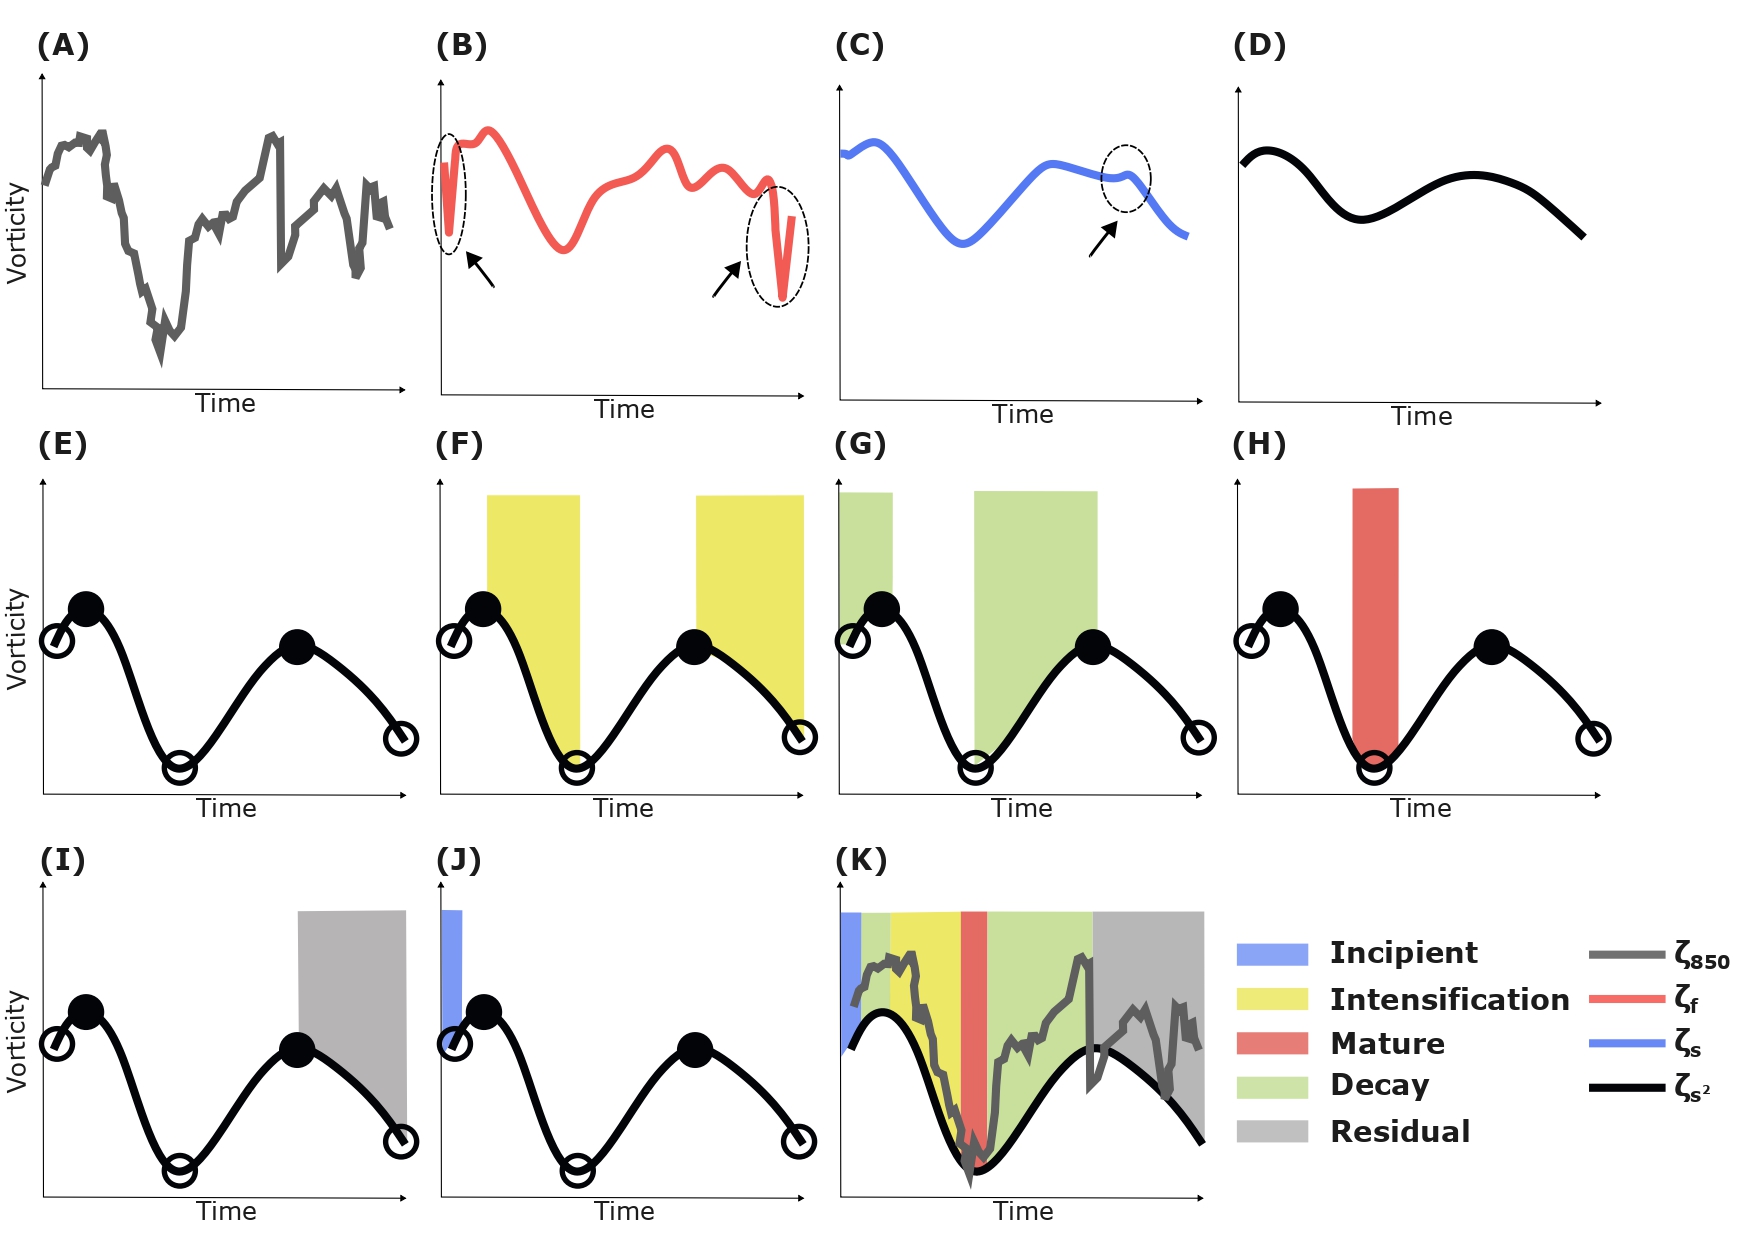 (A) (B) (C) (D)
Vorticity
Time Time Time Time
(E) (F) (G) (H)
Vorticity
Time Time Time Time
(I) (J) (K)
Vorticity
Time Time Time
Incipient ζ850
Intensification ζf
Mature ζs
Decay ζs²
Residual